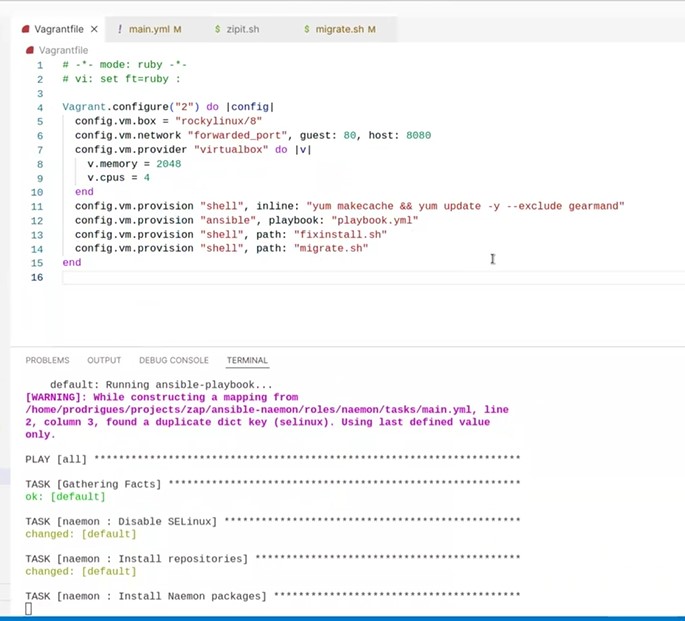 Vagrantfile × ! main.yml M $ zipit.sh $ migrate.sh M
Vagrantfile
1 # -*- mode: ruby -*-
2 # vi: set ft=ruby :
3
4 Vagrant.configure("2") do |config|
5 config.vm.box = "rockylinux/8"
6 config.vm.network "forwarded_port", guest: 80, host: 8080
7 config.vm.provider "virtualbox" do |v|
8 v.memory = 2048
9 v.cpus = 4
10 end
11 config.vm.provision "shell", inline: "yum makecache && yum update -y --exclude gearmand"
12 config.vm.provision "ansible", playbook: "playbook.yml"
13 config.vm.provision "shell", path: "fixinstall.sh"
14 config.vm.provision "shell", path: "migrate.sh"
15 end
16
PROBLEMS OUTPUT DEBUG CONSOLE TERMINAL
default: Running ansible-playbook...
[WARNING]: While constructing a mapping from
/home/prodrigues/projects/zap/ansible-naemon/roles/naemon/tasks/main.yml, line
2, column 3, found a duplicate dict key (selinux). Using last defined value
only.
PLAY [all] *********************************************************************
TASK [Gathering Facts] *********************************************************
ok: [default]
TASK [naemon : Disable SELinux] ************************************************
changed: [default]
TASK [naemon : Install repositories] *******************************************
changed: [default]
TASK [naemon : Install Naemon packages] ****************************************